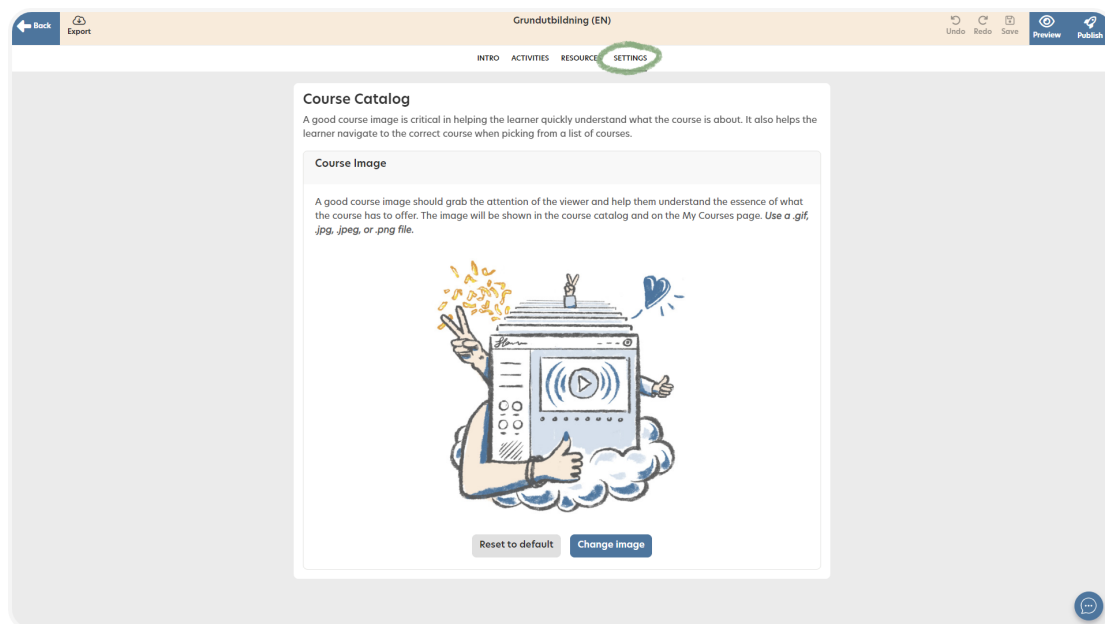 Back
Export
Grundutbildning (EN)
Undo Redo Save Preview Publish
INTRO ACTIVITIES RESOURCE SETTINGS
Course Catalog
A good course image is critical in helping the learner quickly understand what the course is about. It also helps the
learner navigate to the correct course when picking from a list of courses.
Course Image
A good course image should grab the attention of the viewer and help them understand the essence of what
the course has to offer. The image will be shown in the course catalog and on the My Courses page. Use a .gif,
.jpg, .jpeg, or .png file.
Reset to default Change image